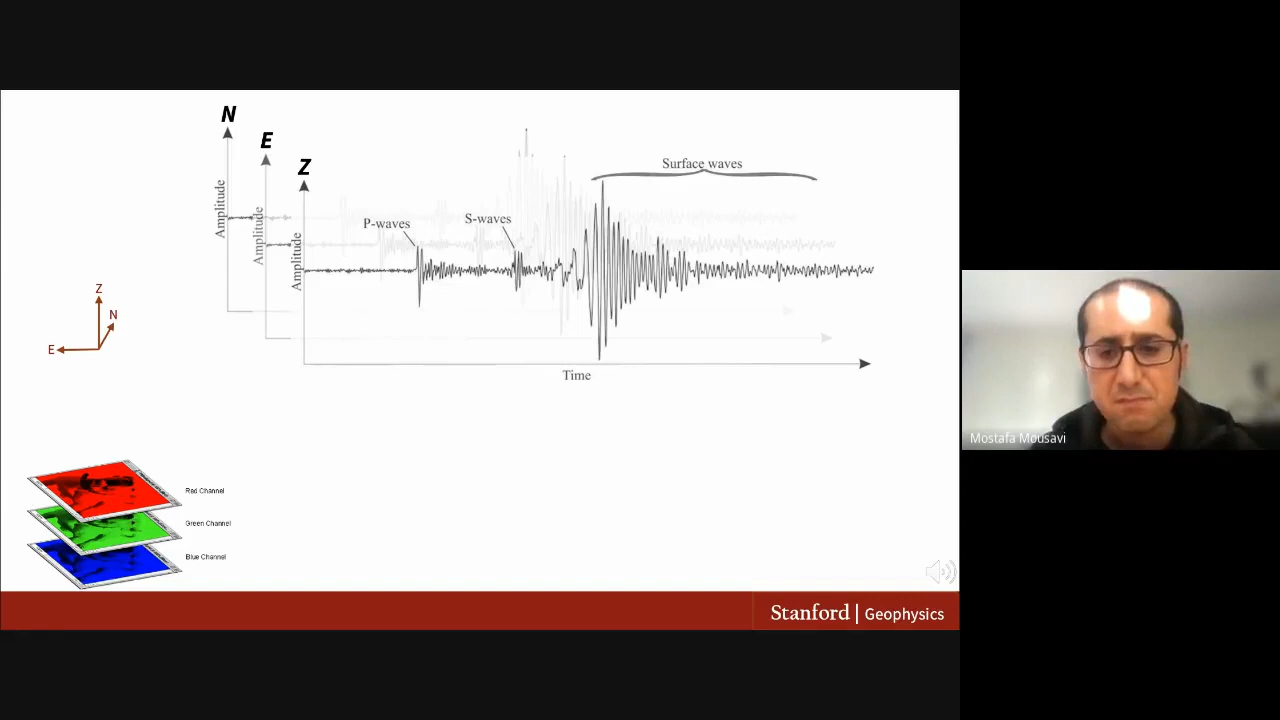 N
E
Z
Surface waves
P-waves
S-waves
Amplitude
Amplitude
Amplitude
Time
Z
N
E
Red Channel
Green Channel
Blue Channel
Stanford | Geophysics
Mostafa Mousavi